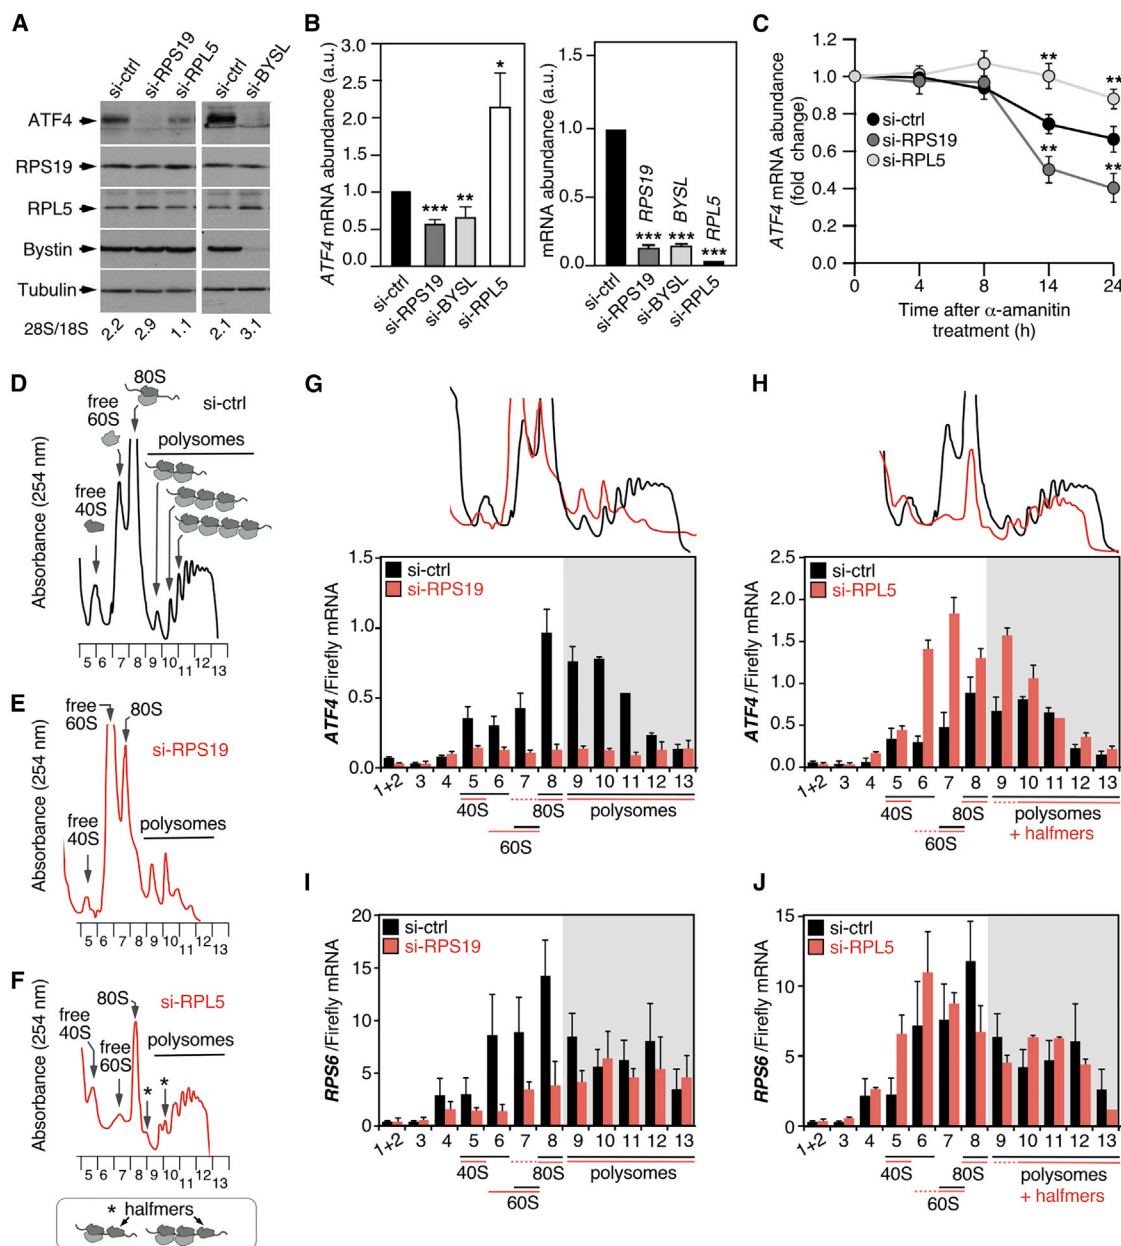 A
si-ctrl
si-RPS19
si-RPL5
si-ctrl
si-BYSL
ATF4
RPS19
RPL5
Bystin
Tubulin
28S/18S 2.2 2.9 1.1 2.1 3.1
B
ATF4 mRNA abundance (a.u.)
3.0
2.5
2.0
1.5
1.0
0.5
0
***
**
*
si-ctrl
si-RPS19
si-BYSL
si-RPL5
mRNA abundance (a.u.)
1.5
1.0
0.5
0.0
RPS19
BYSL
RPL5
***
***
***
si-ctrl
si-RPS19
si-BYSL
si-RPL5
C
ATF4 mRNA abundance
(fold change)
1.2
1.0
0.8
0.6
0.4
0.2
0.0
**
**
**
**
si-ctrl
si-RPS19
si-RPL5
0 4 8 14 24
Time after α-amanitin
treatment (h)
D
80S
free
60S
si-ctrl
polysomes
free
40S
Absorbance (254 nm)
5 6 7 8 9 10 11 12 13
E
free
60S
80S
si-RPS19
free
40S
polysomes
Absorbance (254 nm)
5 6 7 8 9 10 11 12 13
F
80S
si-RPL5
free
40S
free
60S
polysomes
* *
Absorbance (254 nm)
5 6 7 8 9 10 11 12 13
* halfmers
G
ATF4 /Firefly mRNA
1.5
1.0
0.5
0.0
si-ctrl
si-RPS19
1+2 3 4 5 6 7 8 9 10 11 12 13
40S 80S polysomes
60S
H
ATF4 /Firefly mRNA
2.5
2.0
1.5
1.0
0.5
0.0
si-ctrl
si-RPL5
1+2 3 4 5 6 7 8 9 10 11 12 13
40S 80S polysomes
60S + halfmers
I
RPS6 /Firefly mRNA
20
15
10
5
0
si-ctrl
si-RPS19
1+2 3 4 5 6 7 8 9 10 11 12 13
40S 80S polysomes
60S
J
RPS6 /Firefly mRNA
15
10
5
0
si-ctrl
si-RPL5
1+2 3 4 5 6 7 8 9 10 11 12 13
40S 80S polysomes
60S + halfmers